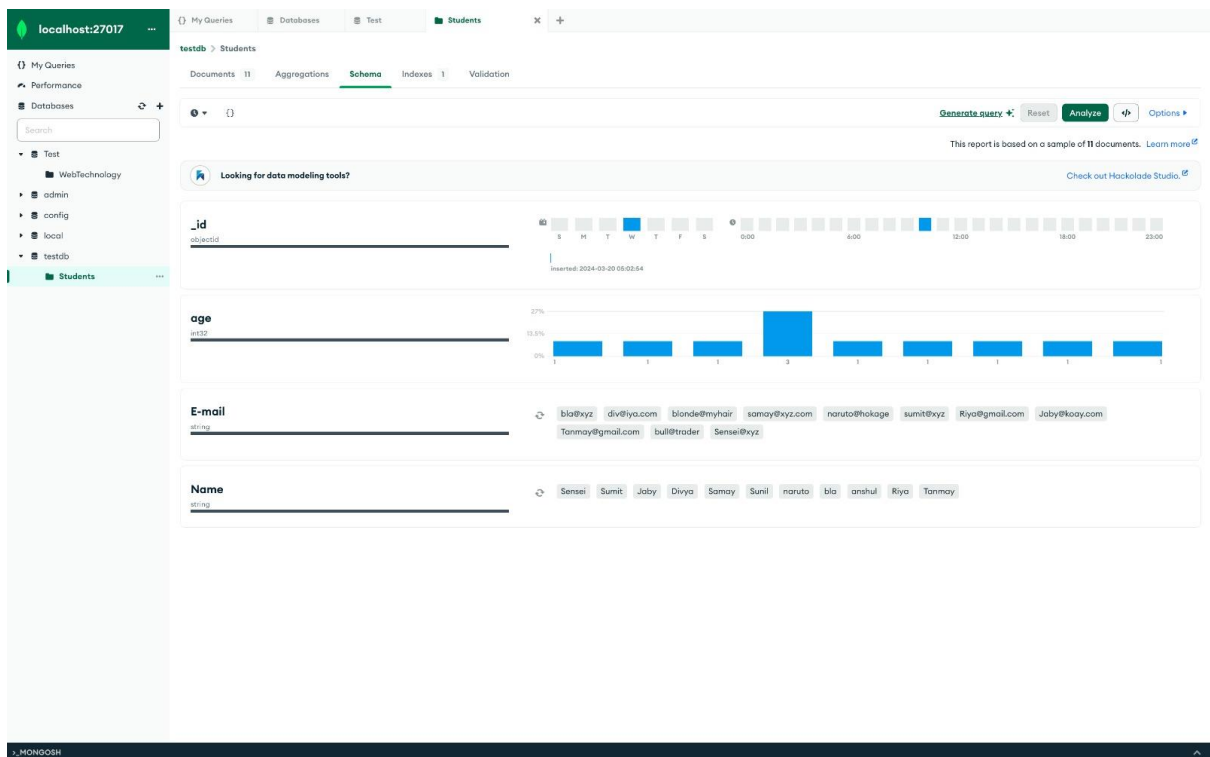 localhost:27017 ...
My Queries
Performance
Databases
Search
Test
WebTechnology
admin
config
local
testdb
Students ...
{} My Queries Databases Test Students × +
testdb > Students
Documents 11 Aggregations Schema Indexes 1 Validation
{} Generate query Reset Analyze </> Options
This report is based on a sample of 11 documents. Learn more
Looking for data modeling tools? Check out Hackolade Studio.
_id
objectid
S M T W T F S 0:00 6:00 12:00 18:00 23:00
inserted: 2024-03-20 05:02:54
age
int32
27%
13.5%
0%
1 1 1 3 1 1 1 1 1
E-mail
string
bla@xyz div@iya.com blonde@myhair samay@xyz.com naruto@hokage sumit@xyz Riya@gmail.com Jaby@koay.com
Tanmay@gmail.com bull@trader Sensei@xyz
Name
string
Sensei Sumit Jaby Divya Samay Sunil naruto bla anshul Riya Tanmay
>_MONGOSH